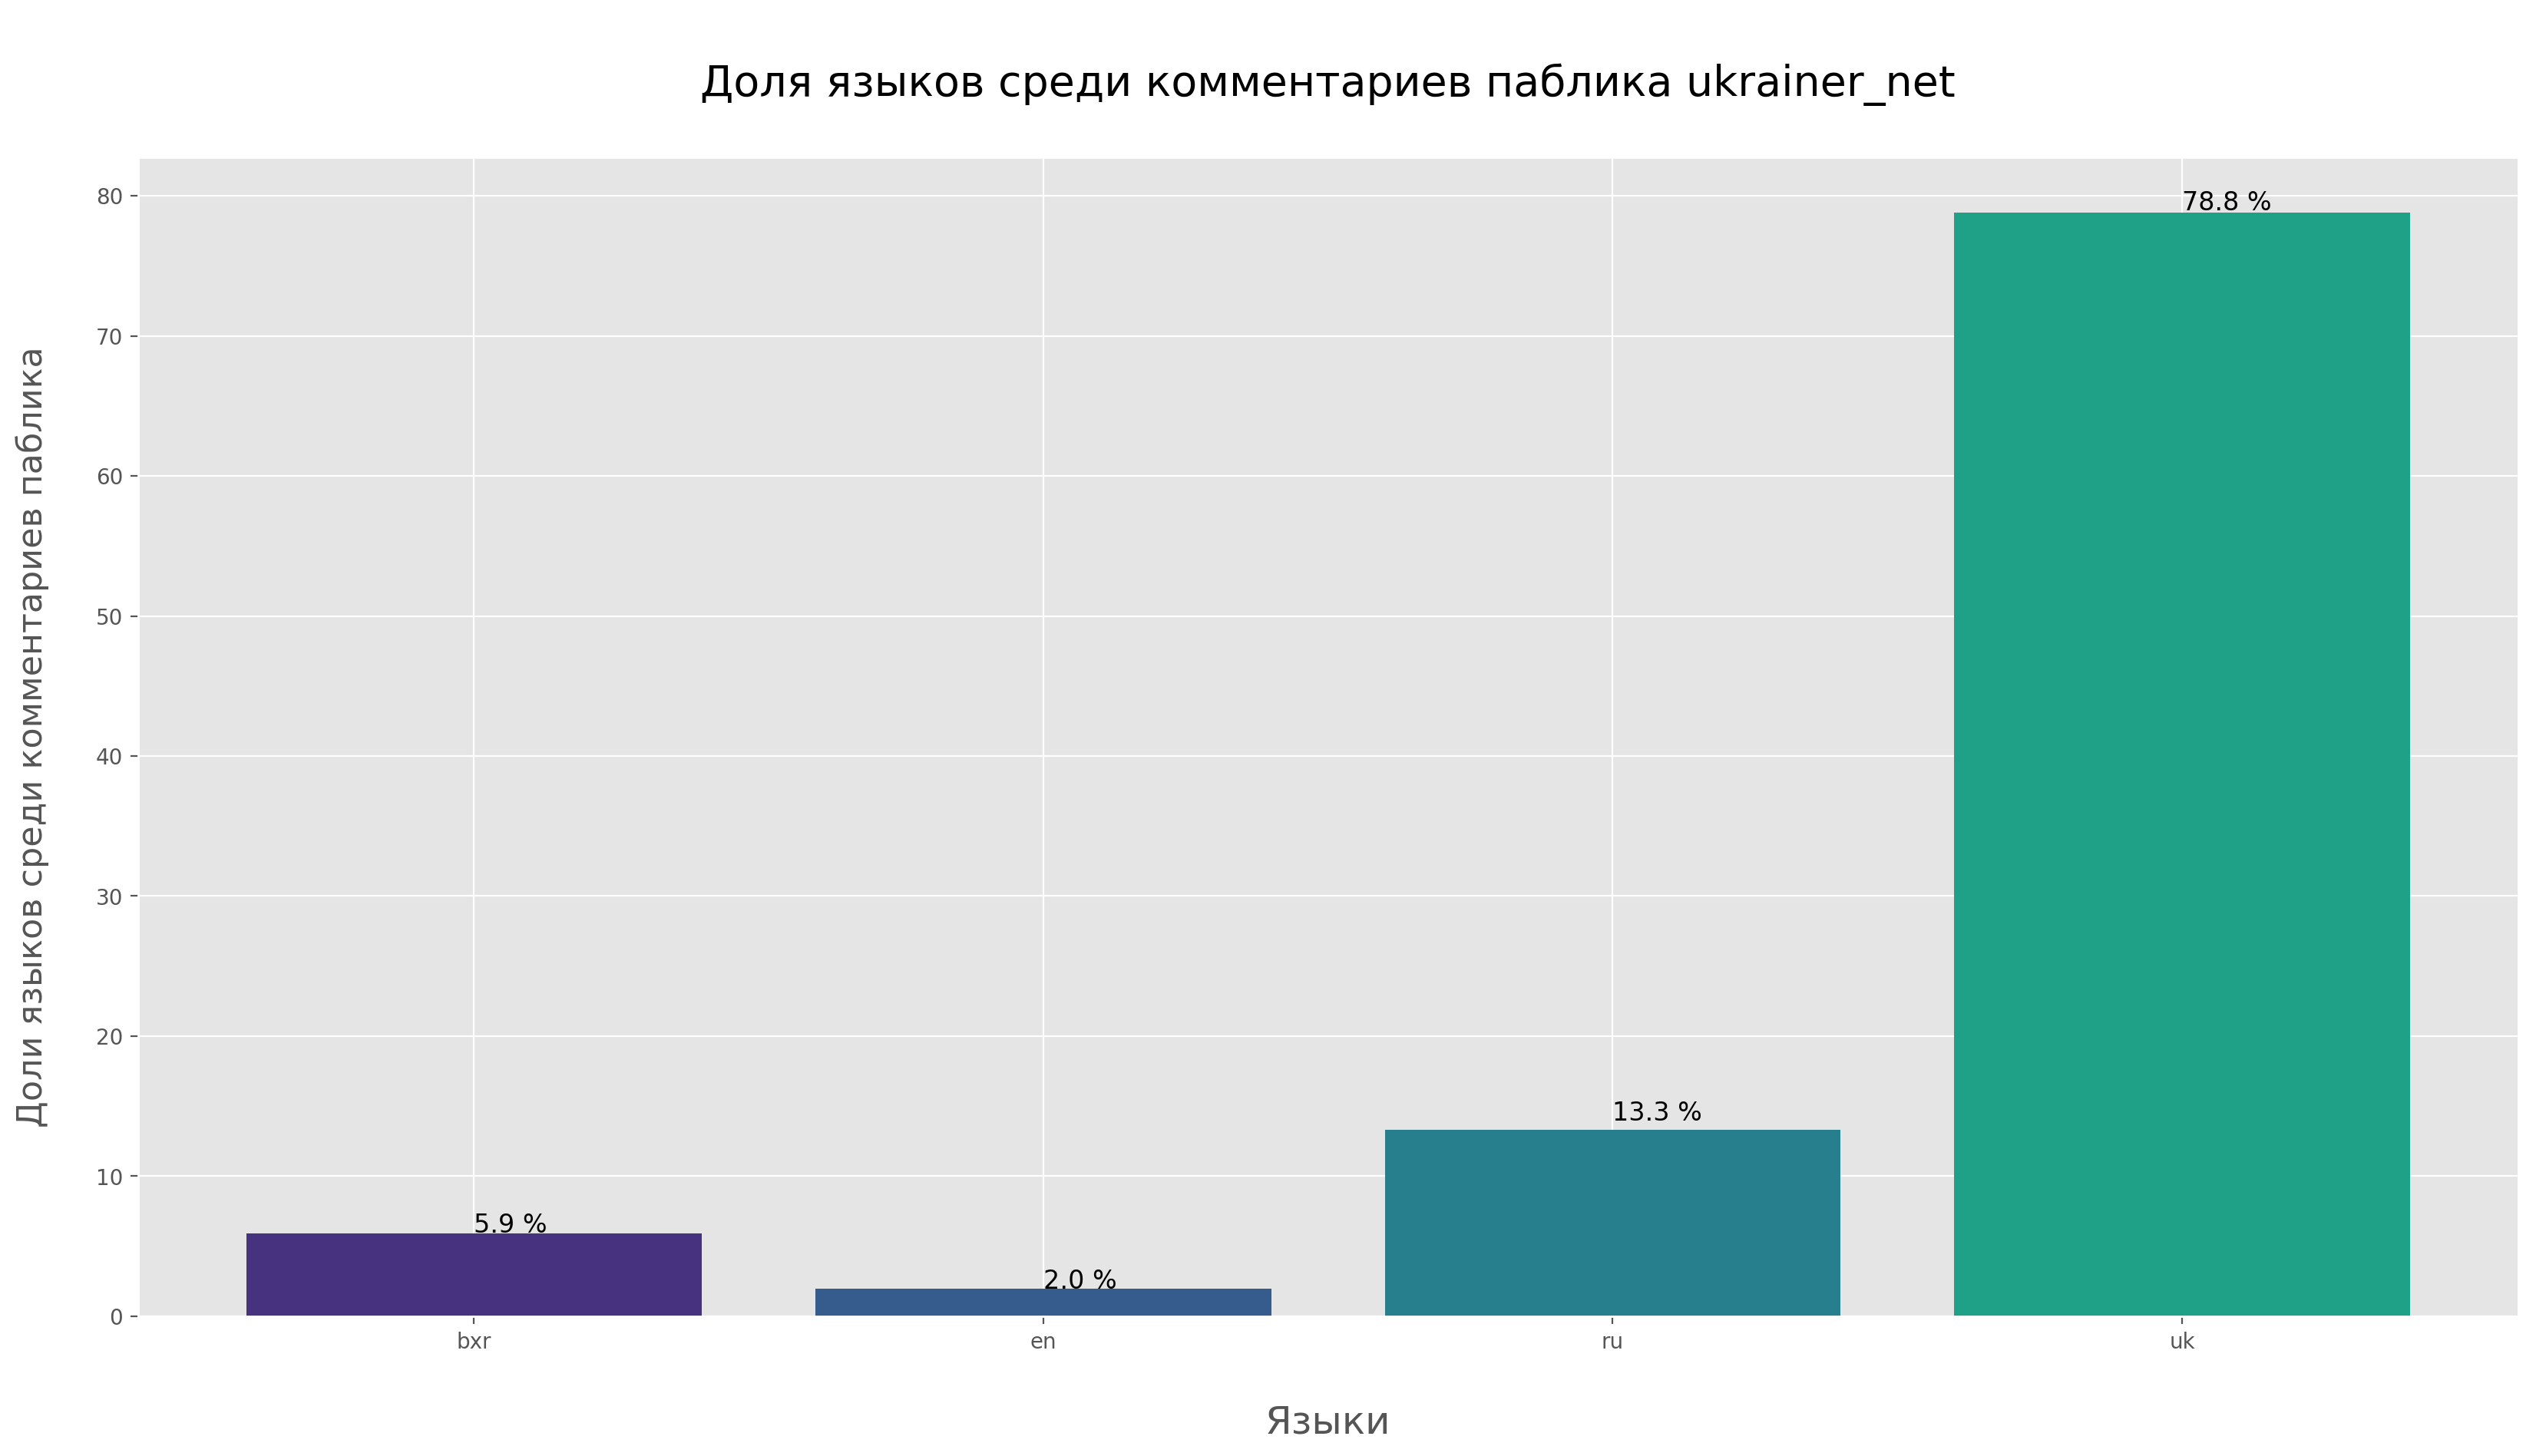 Доля языков среди комментариев паблика ukrainer_net
Доли языков среди комментариев паблика
80
70
60
50
40
30
20
10
0
5.9 %
2.0 %
13.3 %
78.8 %
bxr
en
ru
uk
Языки